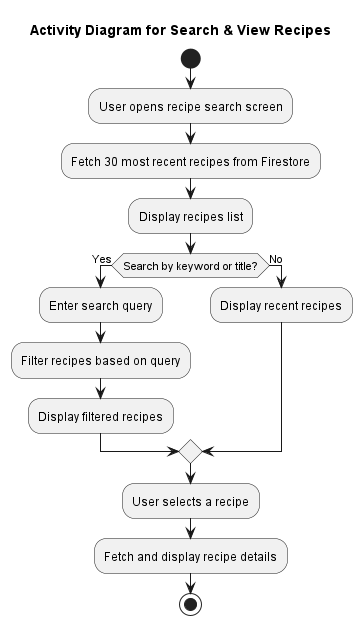 Activity Diagram for Search & View Recipes
User opens recipe search screen
Fetch 30 most recent recipes from Firestore
Display recipes list
Yes
Search by keyword or title?
No
Enter search query
Display recent recipes
Filter recipes based on query
Display filtered recipes
User selects a recipe
Fetch and display recipe details